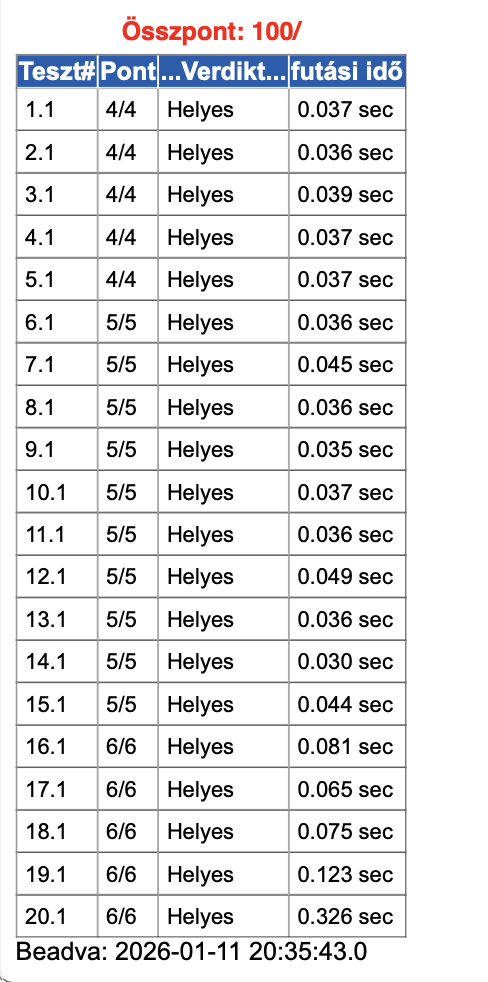 Összpont: 100/
Teszt# Pont ...Verdikt... futási idő
1.1 4/4 Helyes 0.037 sec
2.1 4/4 Helyes 0.036 sec
3.1 4/4 Helyes 0.039 sec
4.1 4/4 Helyes 0.037 sec
5.1 4/4 Helyes 0.037 sec
6.1 5/5 Helyes 0.036 sec
7.1 5/5 Helyes 0.045 sec
8.1 5/5 Helyes 0.036 sec
9.1 5/5 Helyes 0.035 sec
10.1 5/5 Helyes 0.037 sec
11.1 5/5 Helyes 0.036 sec
12.1 5/5 Helyes 0.049 sec
13.1 5/5 Helyes 0.036 sec
14.1 5/5 Helyes 0.030 sec
15.1 5/5 Helyes 0.044 sec
16.1 6/6 Helyes 0.081 sec
17.1 6/6 Helyes 0.065 sec
18.1 6/6 Helyes 0.075 sec
19.1 6/6 Helyes 0.123 sec
20.1 6/6 Helyes 0.326 sec
Beadva: 2026-01-11 20:35:43.0